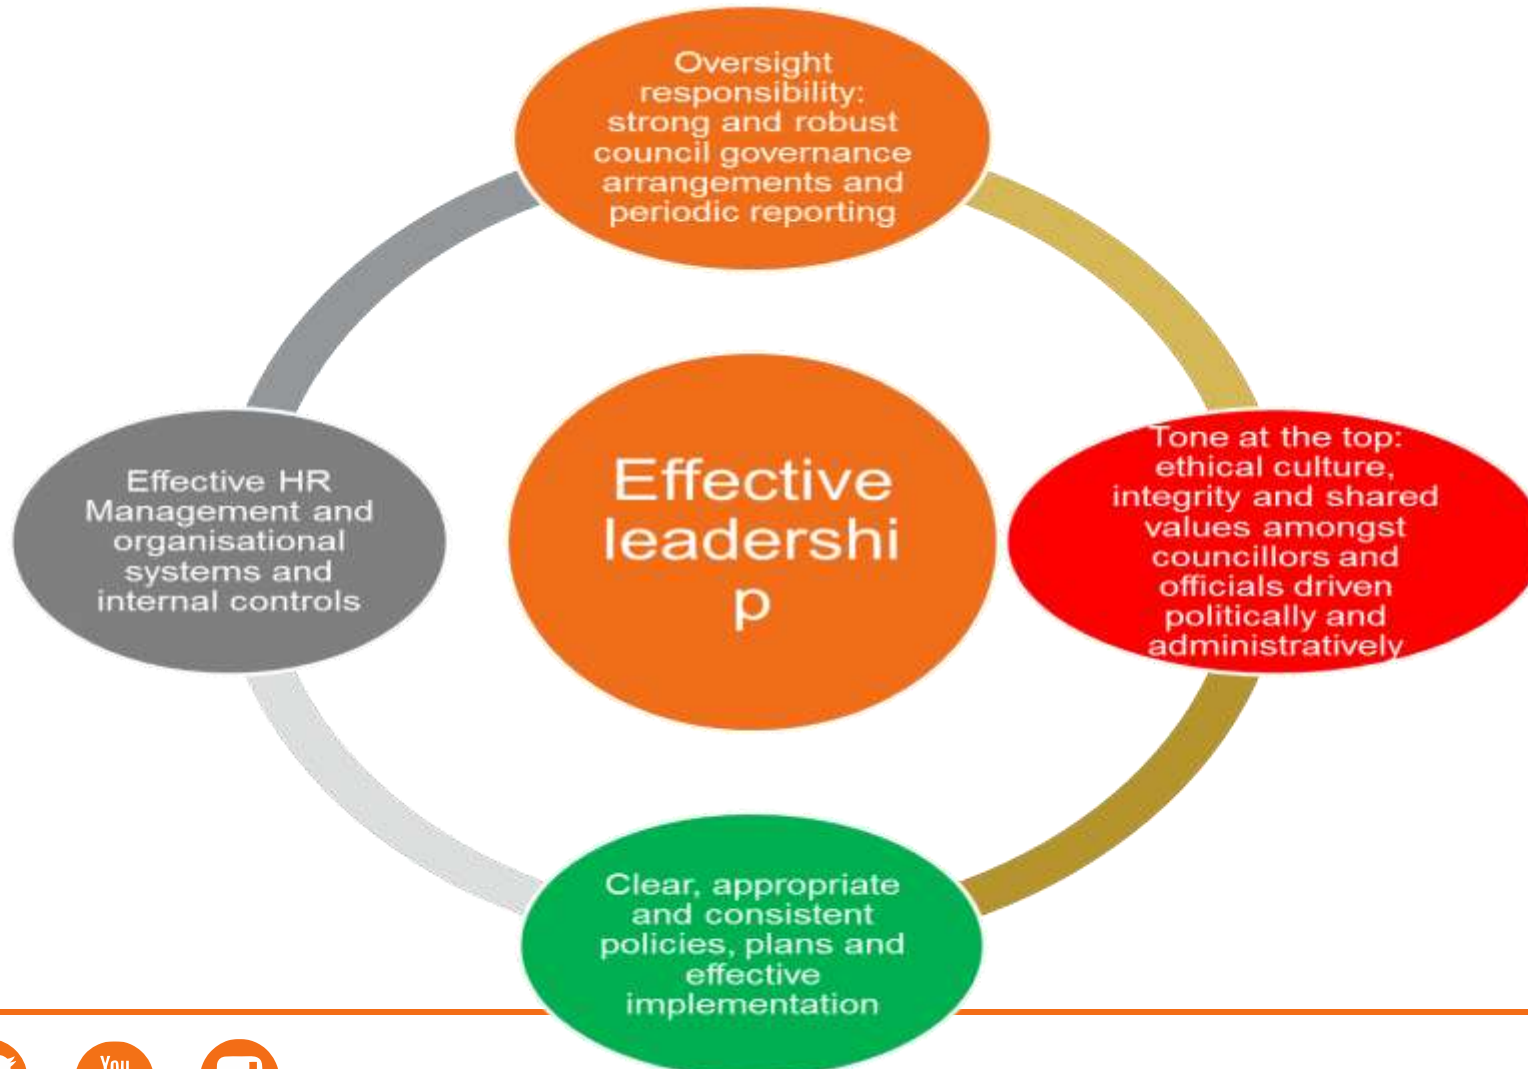 Oversight
responsibility:
strong and robust
council governance
arrangements and
periodic reporting
Effective HR
Management and
organisational
systems and
internal controls
Effective
leadershi
p
Tone at the top:
ethical culture,
integrity and shared
values amongst
councillors and
officials driven
politically and
administratively
Clear, appropriate
and consistent
policies, plans and
effective
implementation
You